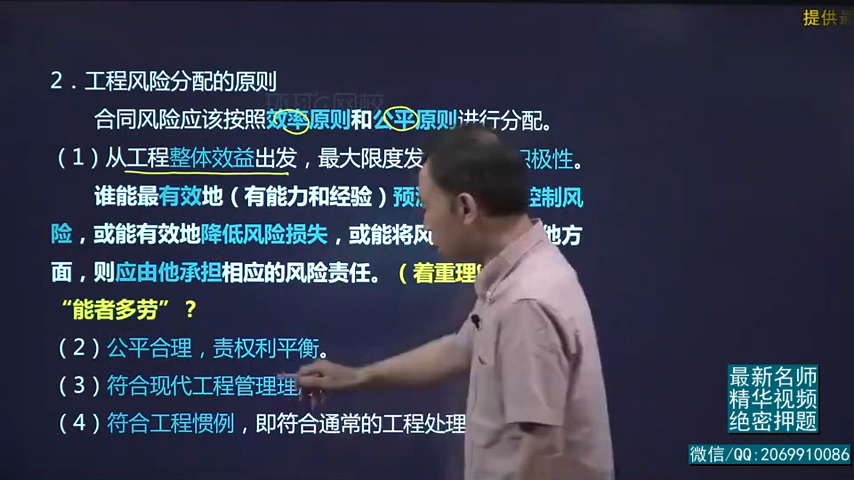 提供
2．工程风险分配的原则
合同风险应该按照效率原则和公平原则进行分配。
（1）从工程整体效益出发，最大限度发 积极性。
谁能最有效地（有能力和经验）预 控制风
险，或能有效地降低风险损失，或能将风 他方
面，则应由他承担相应的风险责任。（着重理
“能者多劳”？
（2）公平合理，责权利平衡。
（3）符合现代工程管理理
（4）符合工程惯例，即符合通常的工程处理
最新名师
精华视频
绝密押题
微信/QQ:2069910086